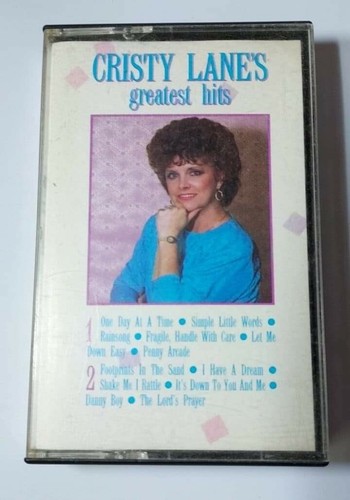 CRISTY LANE'S
greatest hits
1 One Day At A Time • Simple Little Words •
Rainsong • Fragile, Handle With Care • Let Me
Down Easy • Penny Arcade
2 Footprints In The Sand • I Have A Dream •
Shake Me I Rattle • It's Down To You And Me •
Danny Boy • The Lord's Prayer